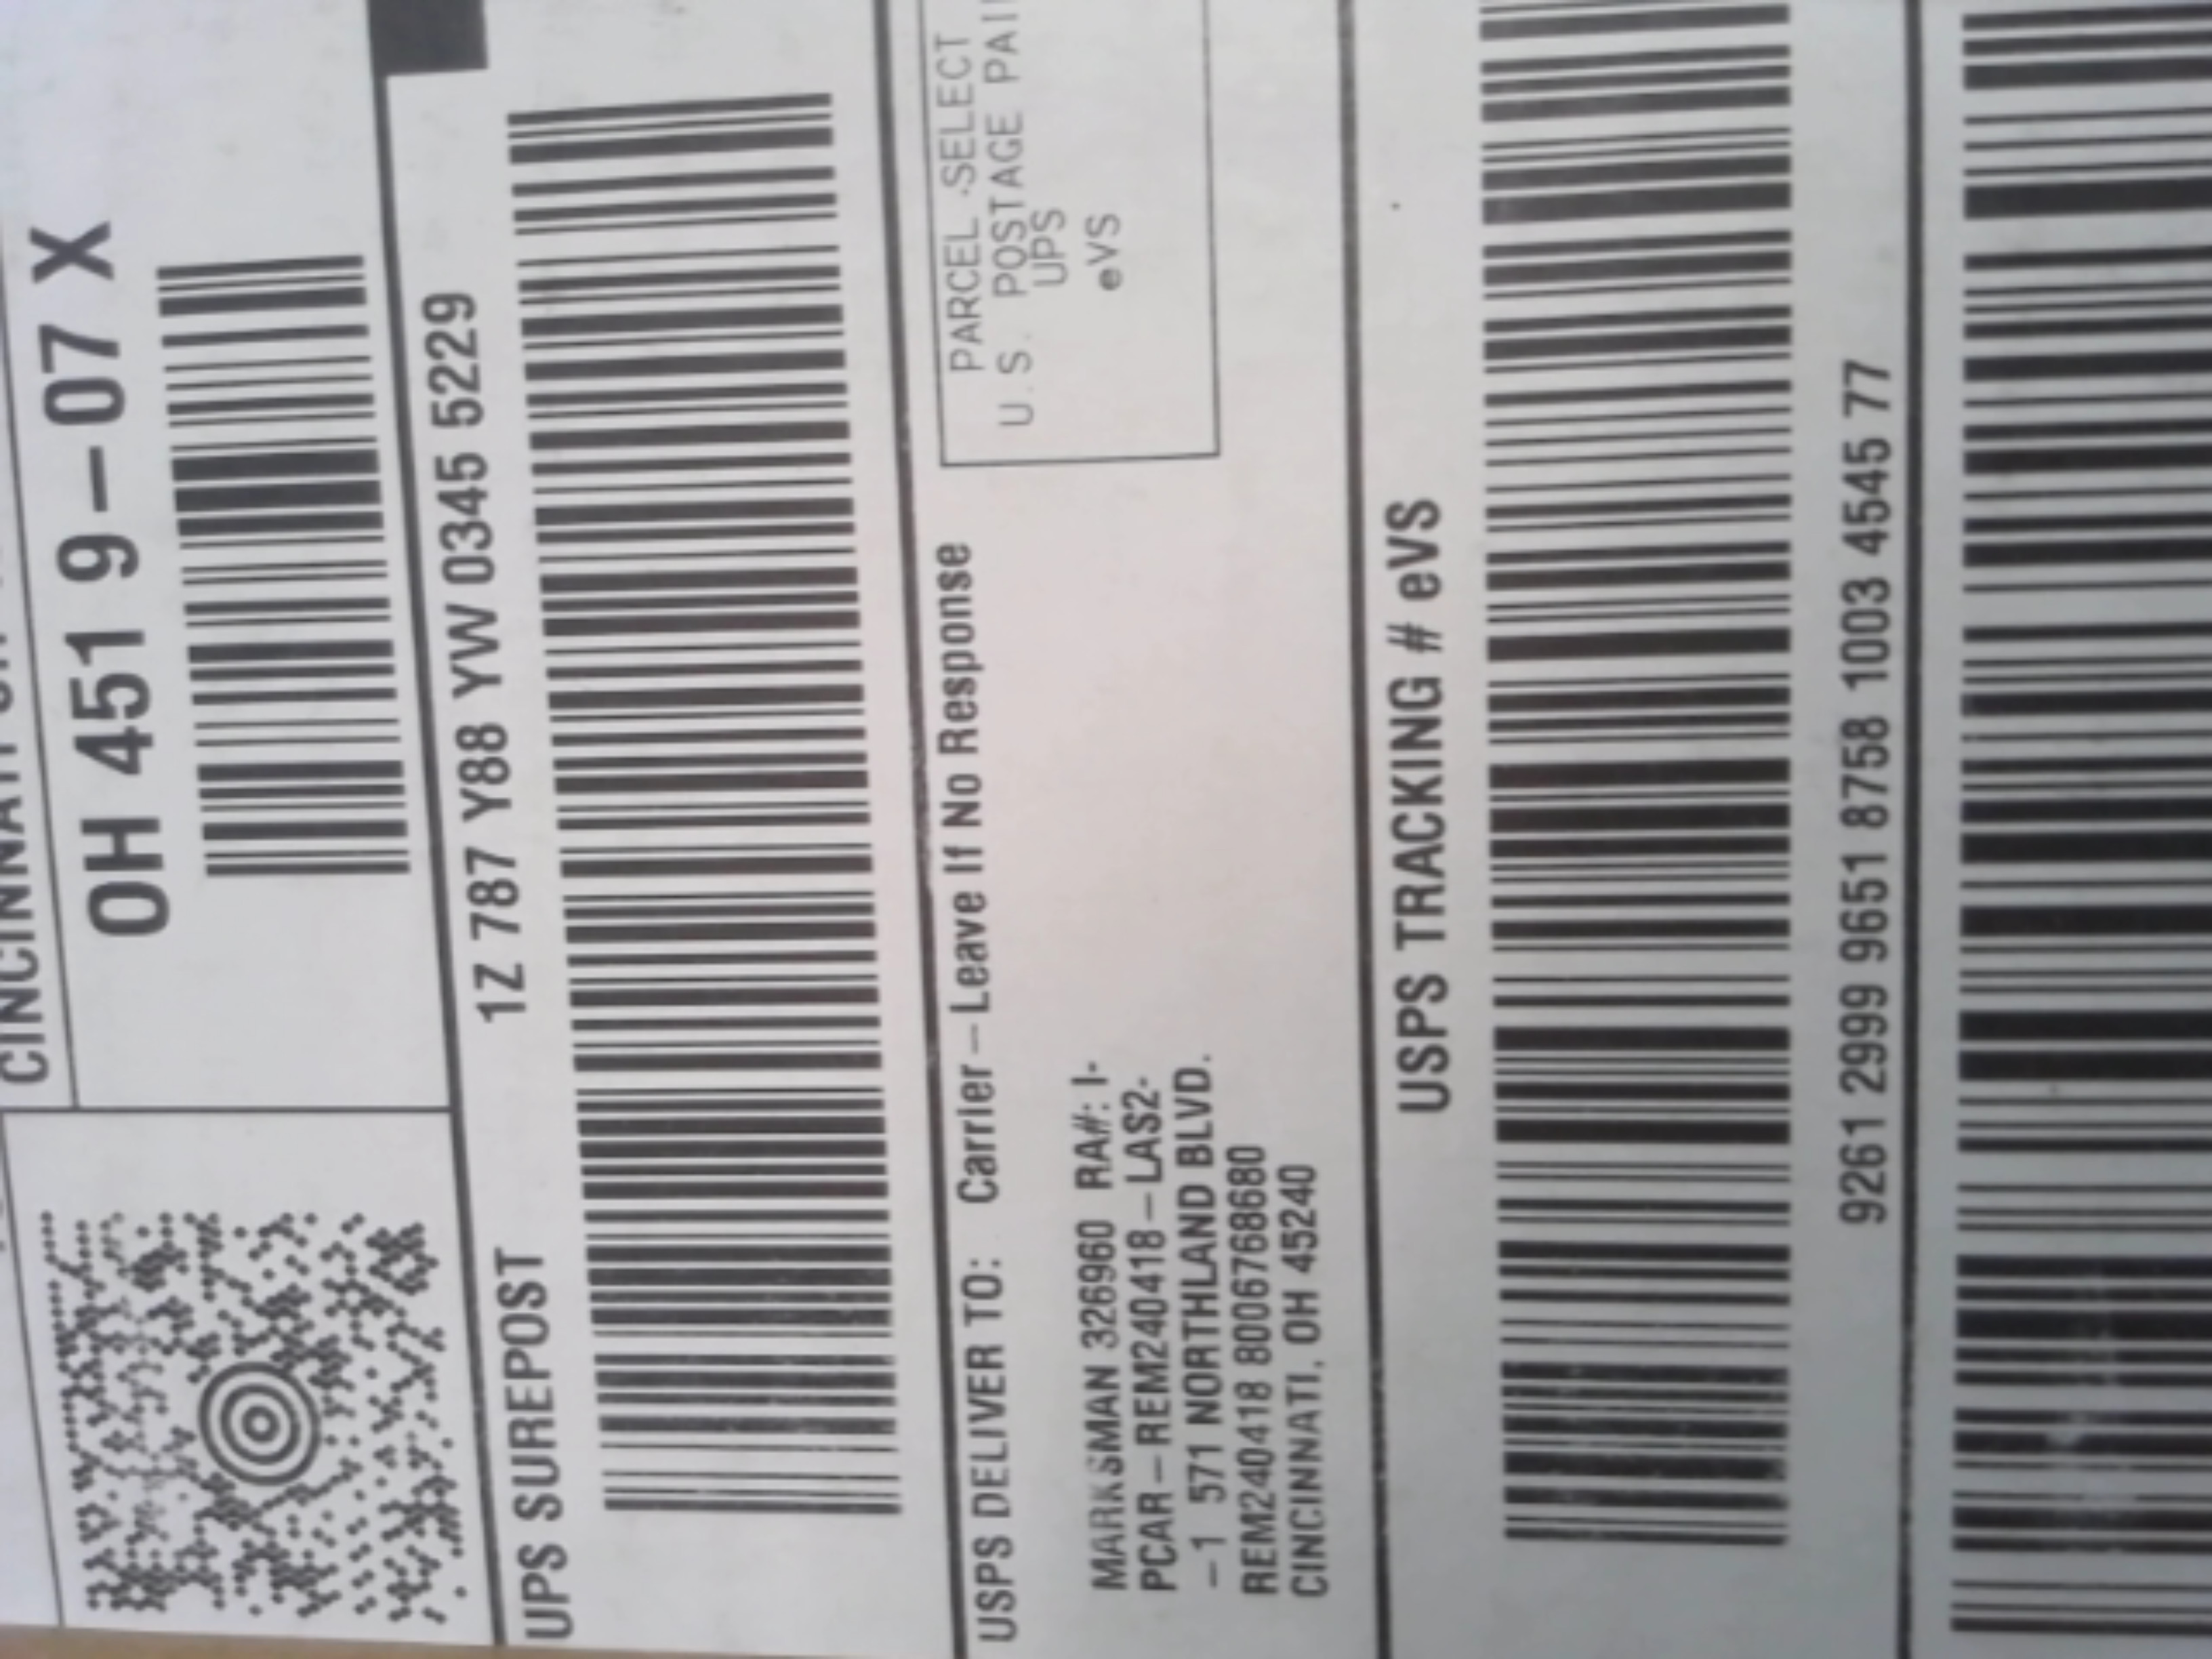 CINCINNATI OH
OH 451 9-07 X
1Z 787 Y88 YW 0345 5229
UPS SUREPOST
PARCEL SELECT
U.S. POSTAGE PAI
UPS
eVS
USPS DELIVER TO: Carrier-Leave If No Response
MARKSMAN 326960 RA#: I-
PCAR-REM240418-LAS2-
-1 571 NORTHLAND BLVD.
REM240418 8006768680
CINCINNATI, OH 45240
USPS TRACKING # eVS
9261 2999 9651 8758 1003 4545 77